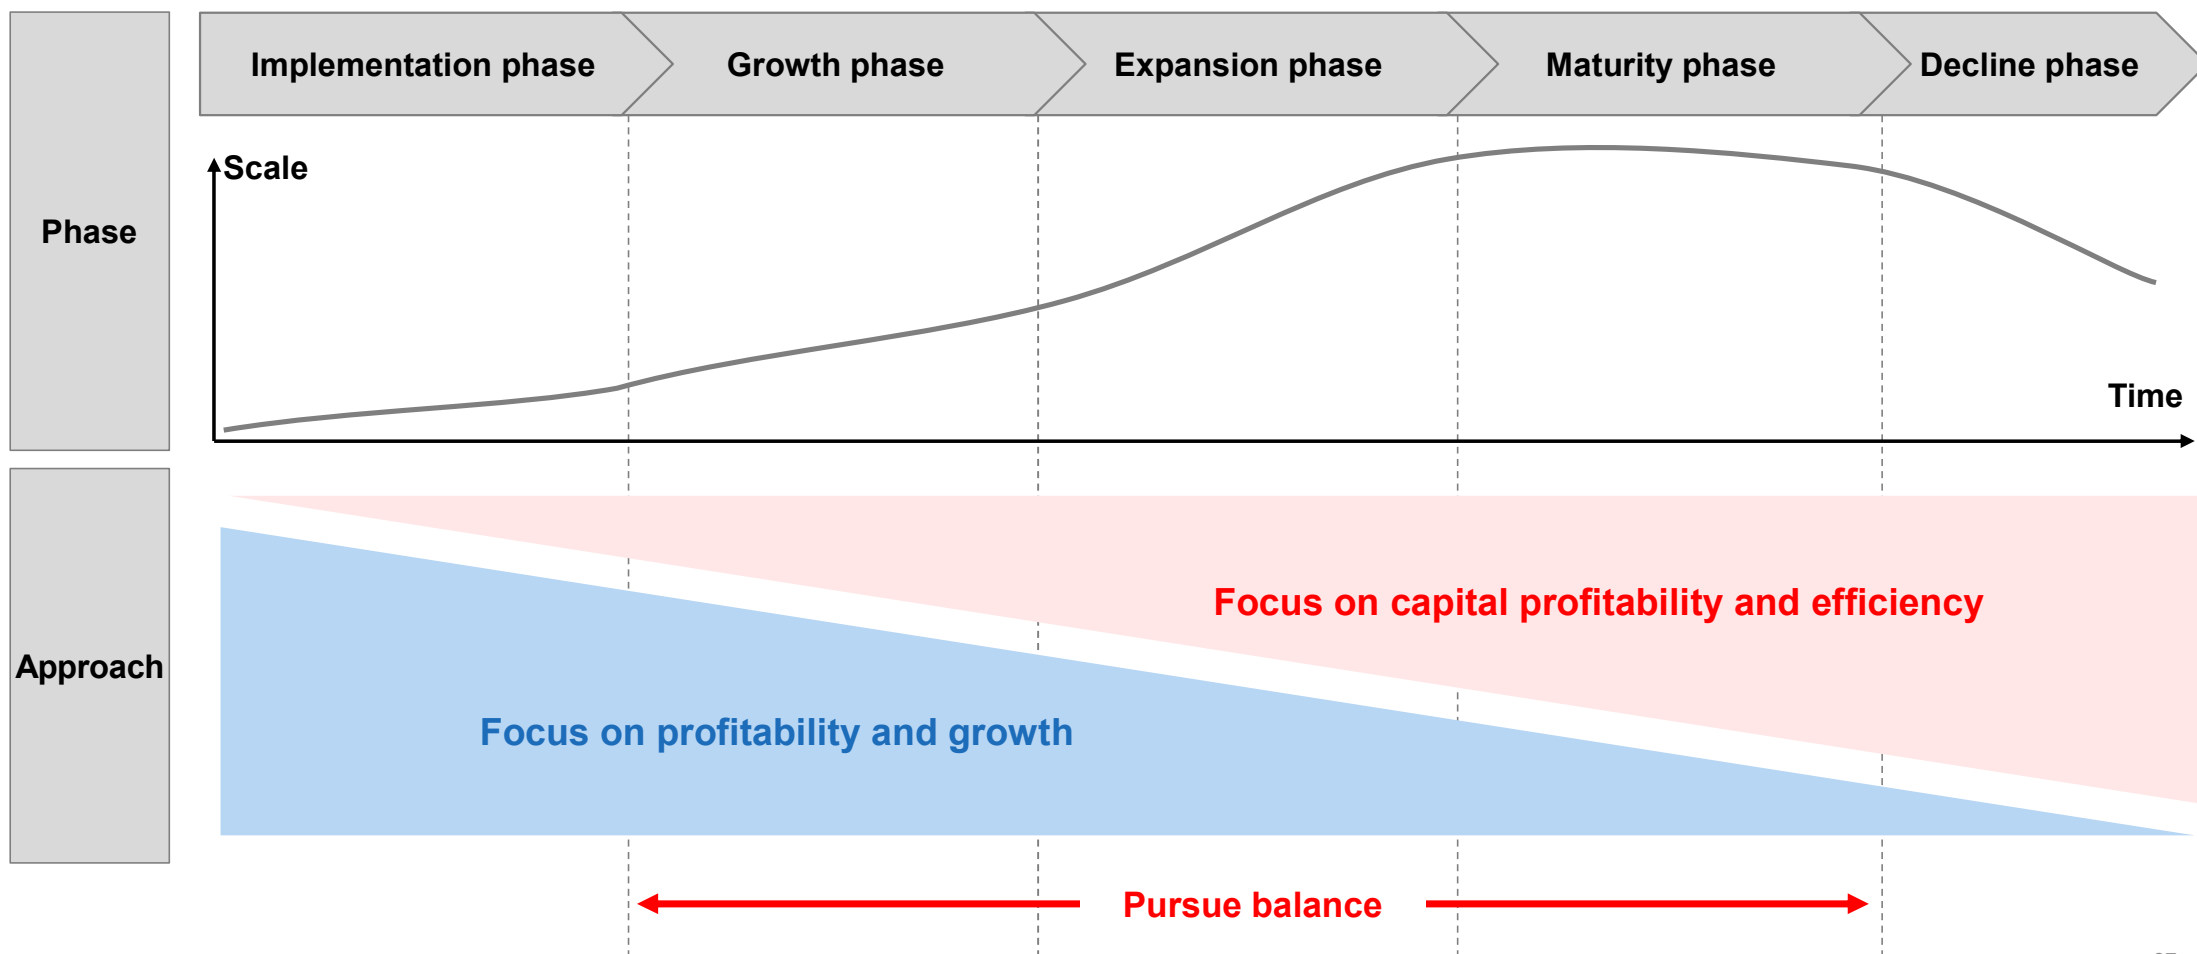 Implementation phase
Growth phase
Expansion phase
Maturity phase
Decline phase
Phase
Scale
Time
Approach
Focus on capital profitability and efficiency
Focus on profitability and growth
Pursue balance